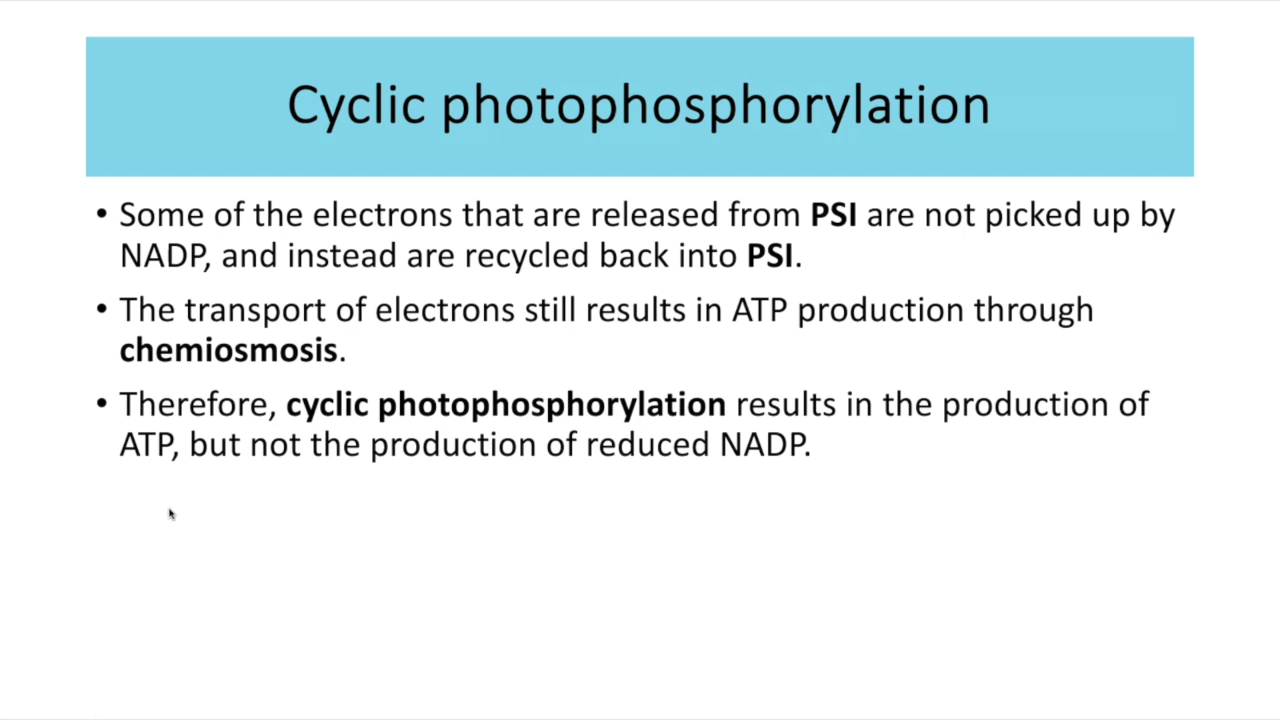 Cyclic photophosphorylation
• Some of the electrons that are released from PSI are not picked up by
NADP, and instead are recycled back into PSI.
• The transport of electrons still results in ATP production through
chemiosmosis.
• Therefore, cyclic photophosphorylation results in the production of
ATP, but not the production of reduced NADP.